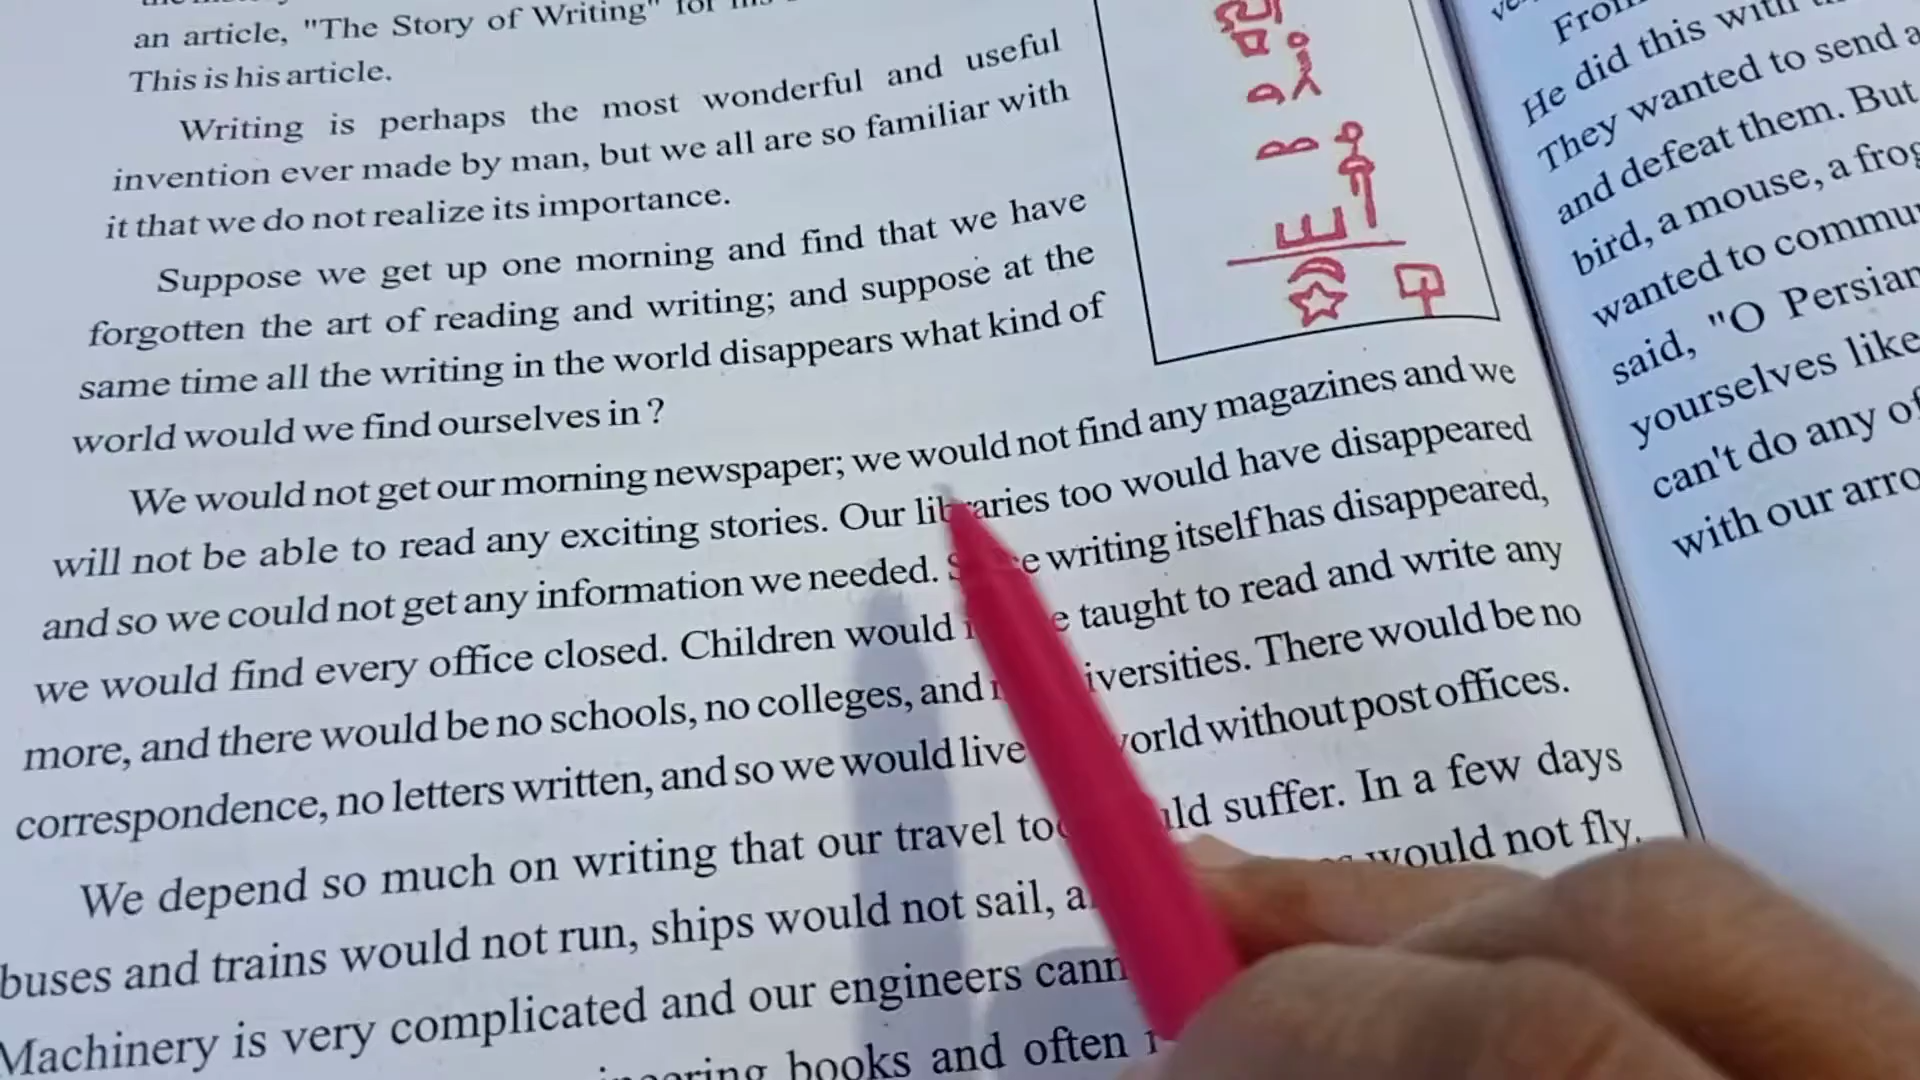 an article, "The Story of Writing" for his
This is his article.
Writing is perhaps the most wonderful and useful
invention ever made by man, but we all are so familiar with
it that we do not realize its importance.
Suppose we get up one morning and find that we have
forgotten the art of reading and writing; and suppose at the
same time all the writing in the world disappears what kind of
world would we find ourselves in ?
We would not get our morning newspaper; we would not find any magazines and we
will not be able to read any exciting stories. Our libraries too would have disappeared
and so we could not get any information we needed. Since writing itself has disappeared,
we would find every office closed. Children would taught to read and write any
more, and there would be no schools, no colleges, and universities. There would be no
correspondence, no letters written, and so we would live world without post offices.
We depend so much on writing that our travel too would suffer. In a few days
buses and trains would not run, ships would not sail, would not fly.
Machinery is very complicated and our engineers
books and often
From
He did this with
They wanted to send a
and defeat them. But
bird, a mouse, a frog
wanted to
said, "O Persian
yourselves like
can't do any of
with our